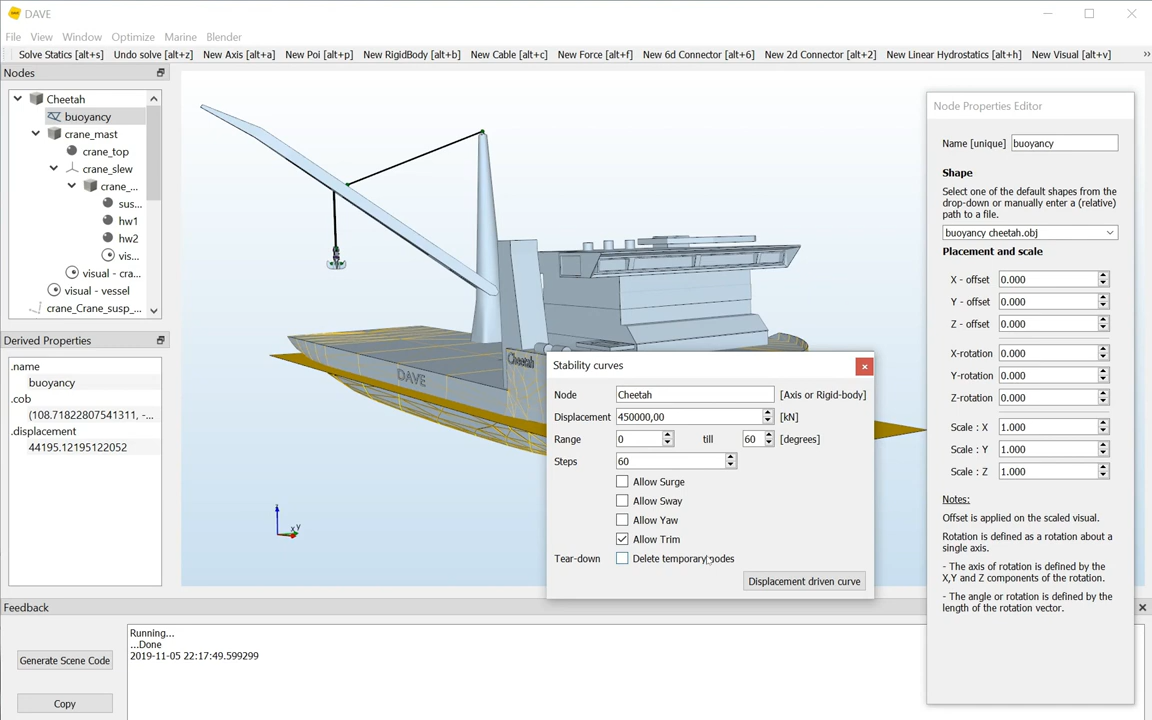 DAVE
File View Window Optimize Marine Blender
Solve Statics [alt+s] Undo solve [alt+z] New Axis [alt+a] New Poi [alt+p] New RigidBody [alt+b] New Cable [alt+c] New Force [alt+f] New 6d Connector [alt+6] New 2d Connector [alt+2] New Linear Hydrostatics [alt+h] New Visual [alt+v] »
Nodes
Cheetah
buoyancy
crane_mast
crane_top
crane_slew
crane_...
sus...
hw1
hw2
vis...
visual - cra...
visual - vessel
crane_Crane_susp_...
Derived Properties
.name
buoyancy
.cob
(108.71822807541311, -...
.displacement
44195.12195122052
DAVE
Cheetah
x Y
Stability curves
Node Cheetah [Axis or Rigid-body]
Displacement 450000,00 [kN]
Range 0 till 60 [degrees]
Steps 60
Allow Surge
Allow Sway
Allow Yaw
Allow Trim
Tear-down Delete temporary nodes
Displacement driven curve
Node Properties Editor
Name [unique] buoyancy
Shape
Select one of the default shapes from the
drop-down or manually enter a (relative)
path to a file.
buoyancy cheetah.obj
Placement and scale
X - offset 0.000
Y - offset 0.000
Z - offset 0.000
X-rotation 0.000
Y-rotation 0.000
Z-rotation 0.000
Scale : X 1.000
Scale : Y 1.000
Scale : Z 1.000
Notes:
Offset is applied on the scaled visual.
Rotation is defined as a rotation about a
single axis.
- The axis of rotation is defined by the
X,Y and Z components of the rotation.
- The angle or rotation is defined by the
length of the rotation vector.
Feedback
Generate Scene Code
Copy
Running...
...Done
2019-11-05 22:17:49.599299